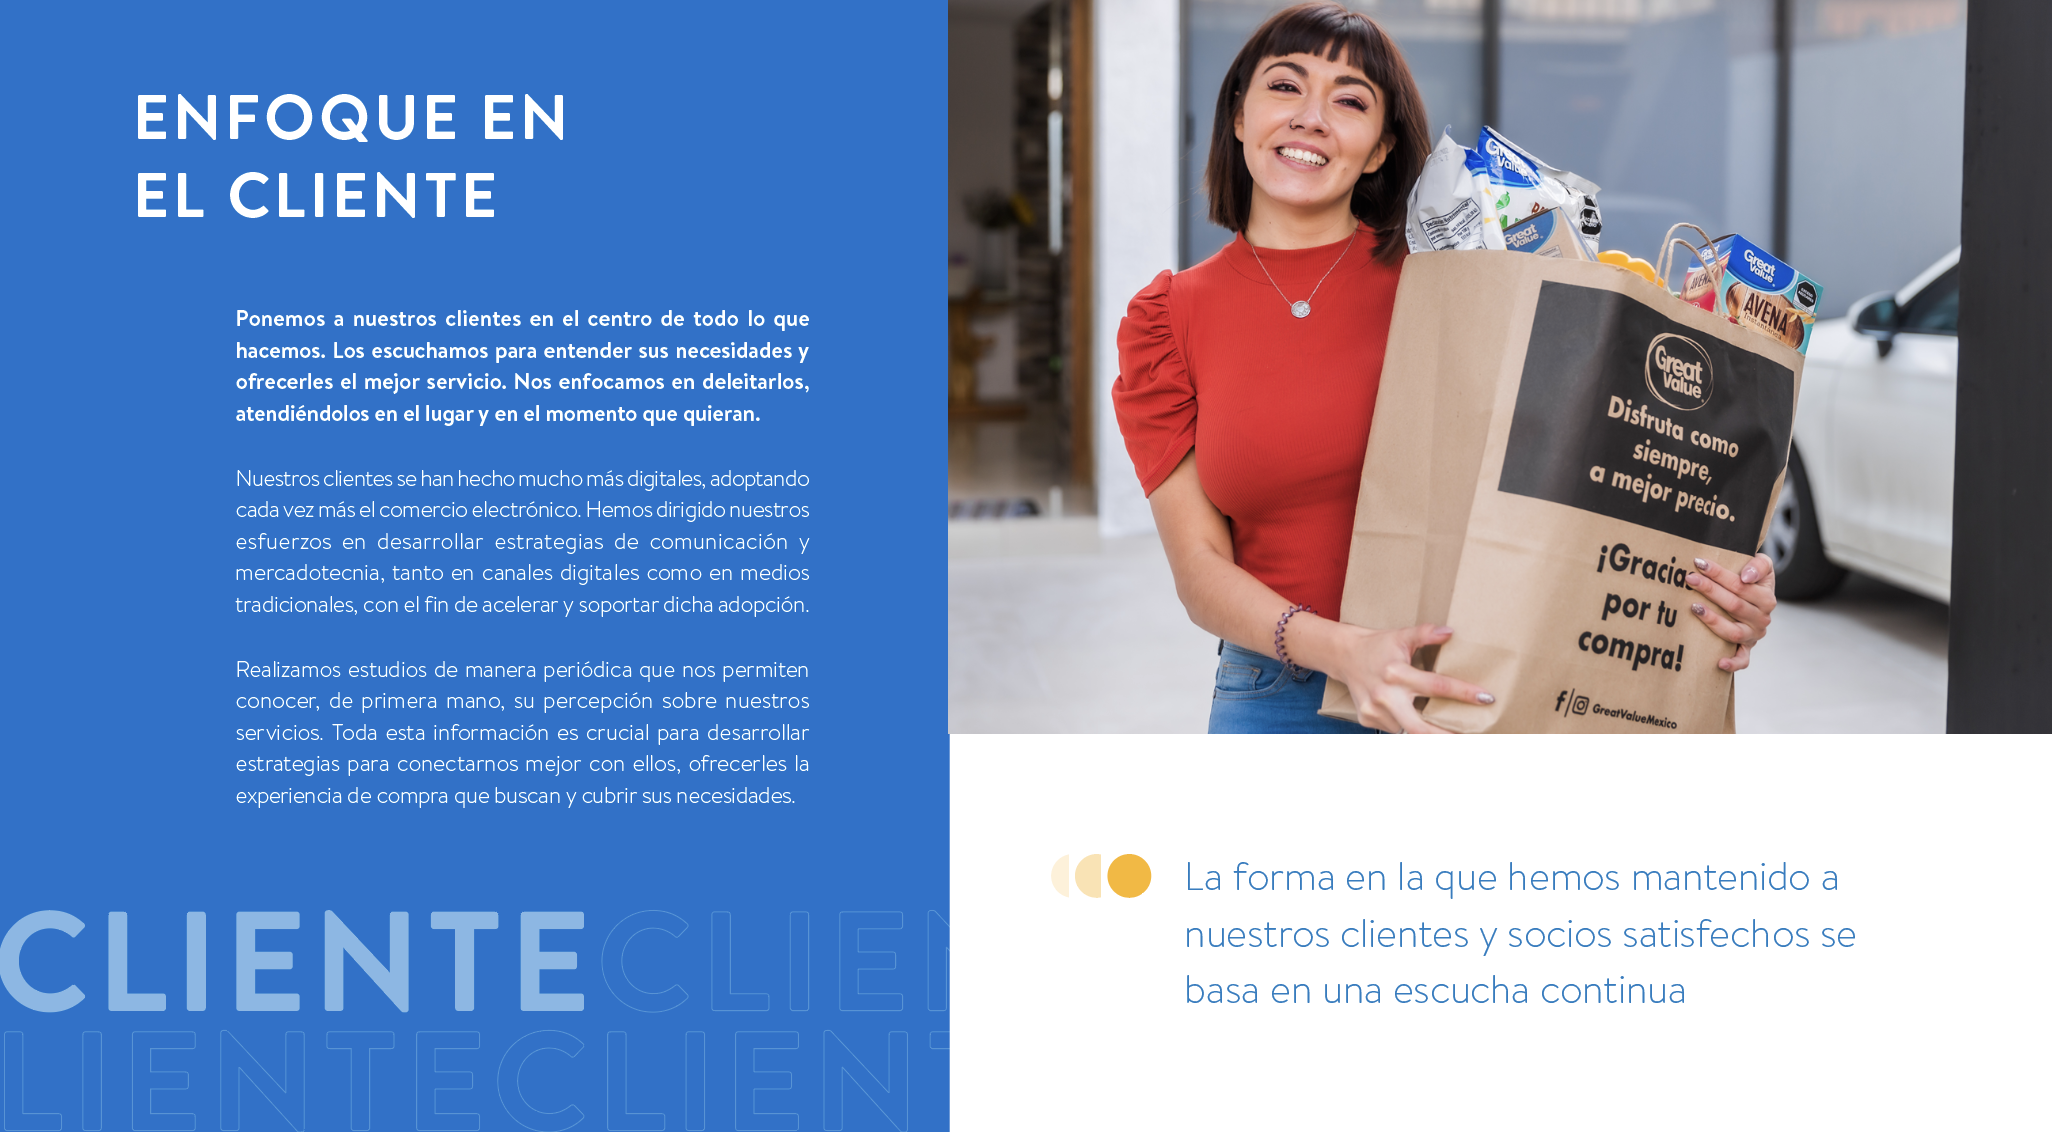 ENFOQUE EN
EL CLIENTE
Ponemos a nuestros clientes en el centro de todo lo que
hacemos. Los escuchamos para entender sus necesidades y
ofrecerles el mejor servicio. Nos enfocamos en deleitarlos,
atendiéndolos en el lugar y en el momento que quieran.
Nuestros clientes se han hecho mucho más digitales, adoptando
cada vez más el comercio electrónico. Hemos dirigido nuestros
esfuerzos en desarrollar estrategias de comunicación y
mercadotecnia, tanto en canales digitales como en medios
tradicionales, con el fin de acelerar y soportar dicha adopción.
Realizamos estudios de manera periódica que nos permiten
conocer, de primera mano, su percepción sobre nuestros
servicios. Toda esta información es crucial para desarrollar
estrategias para conectarnos mejor con ellos, ofrecerles la
experiencia de compra que buscan y cubrir sus necesidades.
CLIENTECLIEN
LIENTECLIENT
Great
Value
Great
Value
Great
Value
AVENA
Great
Value
Disfruta como
siempre,
a mejor precio.
¡Gracias
por tu
compra!
f/ GreatValueMexico
La forma en la que hemos mantenido a
nuestros clientes y socios satisfechos se
basa en una escucha continua